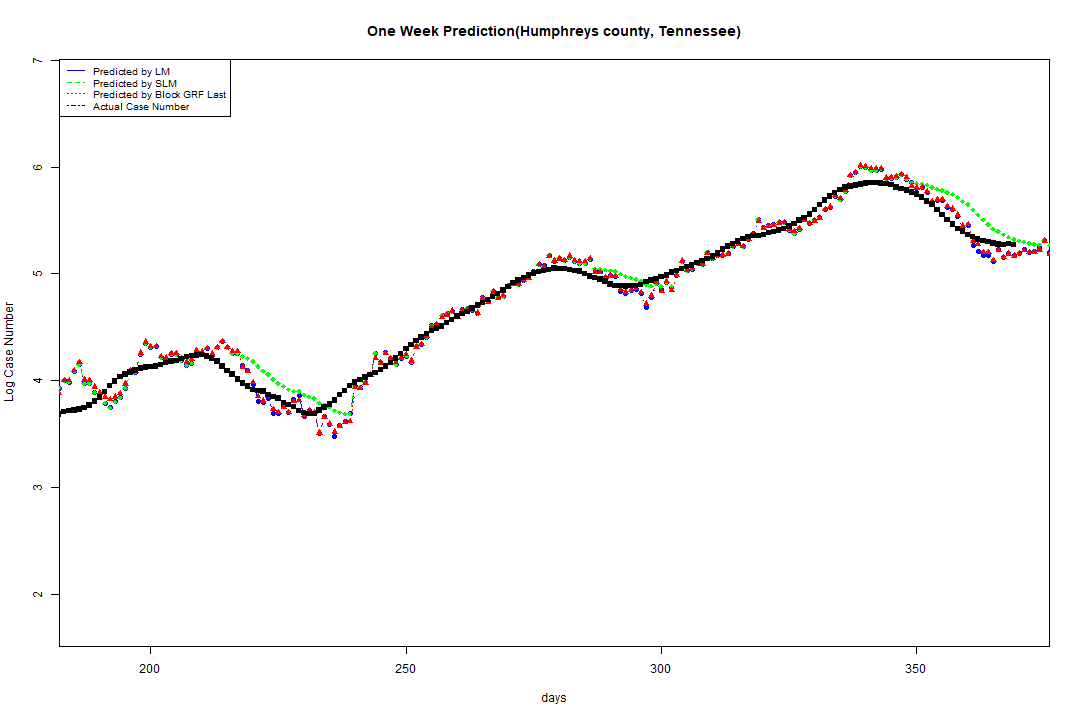 One Week Prediction(Humphreys county, Tennessee)
Predicted by LM
Predicted by SLM
Predicted by Block GRF Last
Actual Case Number
7
6
5
4
3
2
Log Case Number
200 250 300 350
days